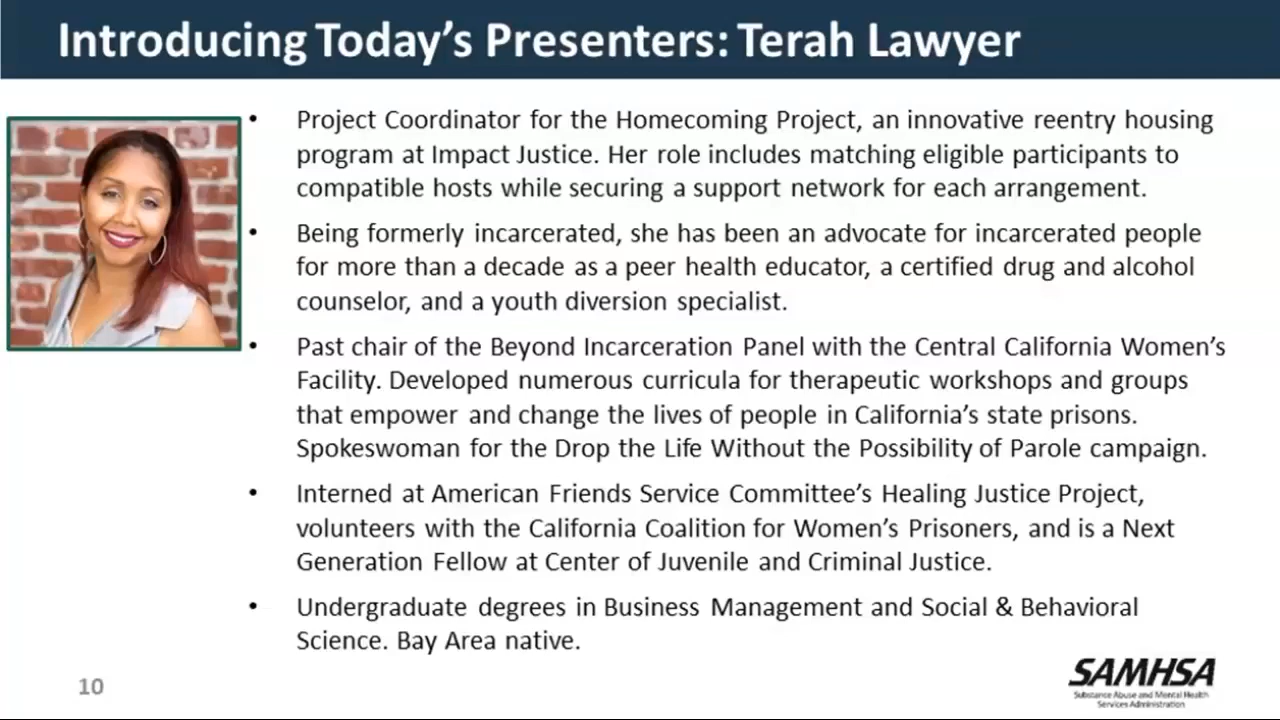 Introducing Today's Presenters: Terah Lawyer
• Project Coordinator for the Homecoming Project, an innovative reentry housing
program at Impact Justice. Her role includes matching eligible participants to
compatible hosts while securing a support network for each arrangement.
• Being formerly incarcerated, she has been an advocate for incarcerated people
for more than a decade as a peer health educator, a certified drug and alcohol
counselor, and a youth diversion specialist.
• Past chair of the Beyond Incarceration Panel with the Central California Women's
Facility. Developed numerous curricula for therapeutic workshops and groups
that empower and change the lives of people in California's state prisons.
Spokeswoman for the Drop the Life Without the Possibility of Parole campaign.
• Interned at American Friends Service Committee's Healing Justice Project,
volunteers with the California Coalition for Women's Prisoners, and is a Next
Generation Fellow at Center of Juvenile and Criminal Justice.
• Undergraduate degrees in Business Management and Social & Behavioral
Science. Bay Area native.
10
SAMHSA
Substance Abuse and Mental Health
Services Administration